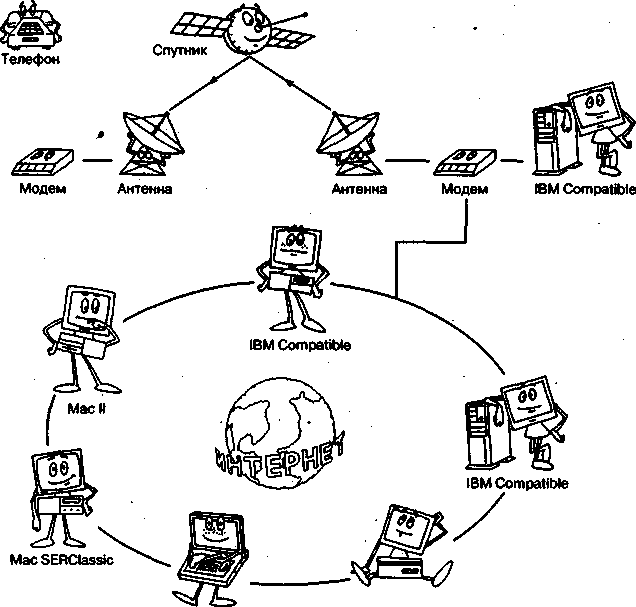 Телефон
Спутник
Модем
Антенна
Антенна
Модем
IBM Compatible
IBM Compatible
Mac II
ИНТЕРНЕТ
IBM Compatible
Mac SERClassic